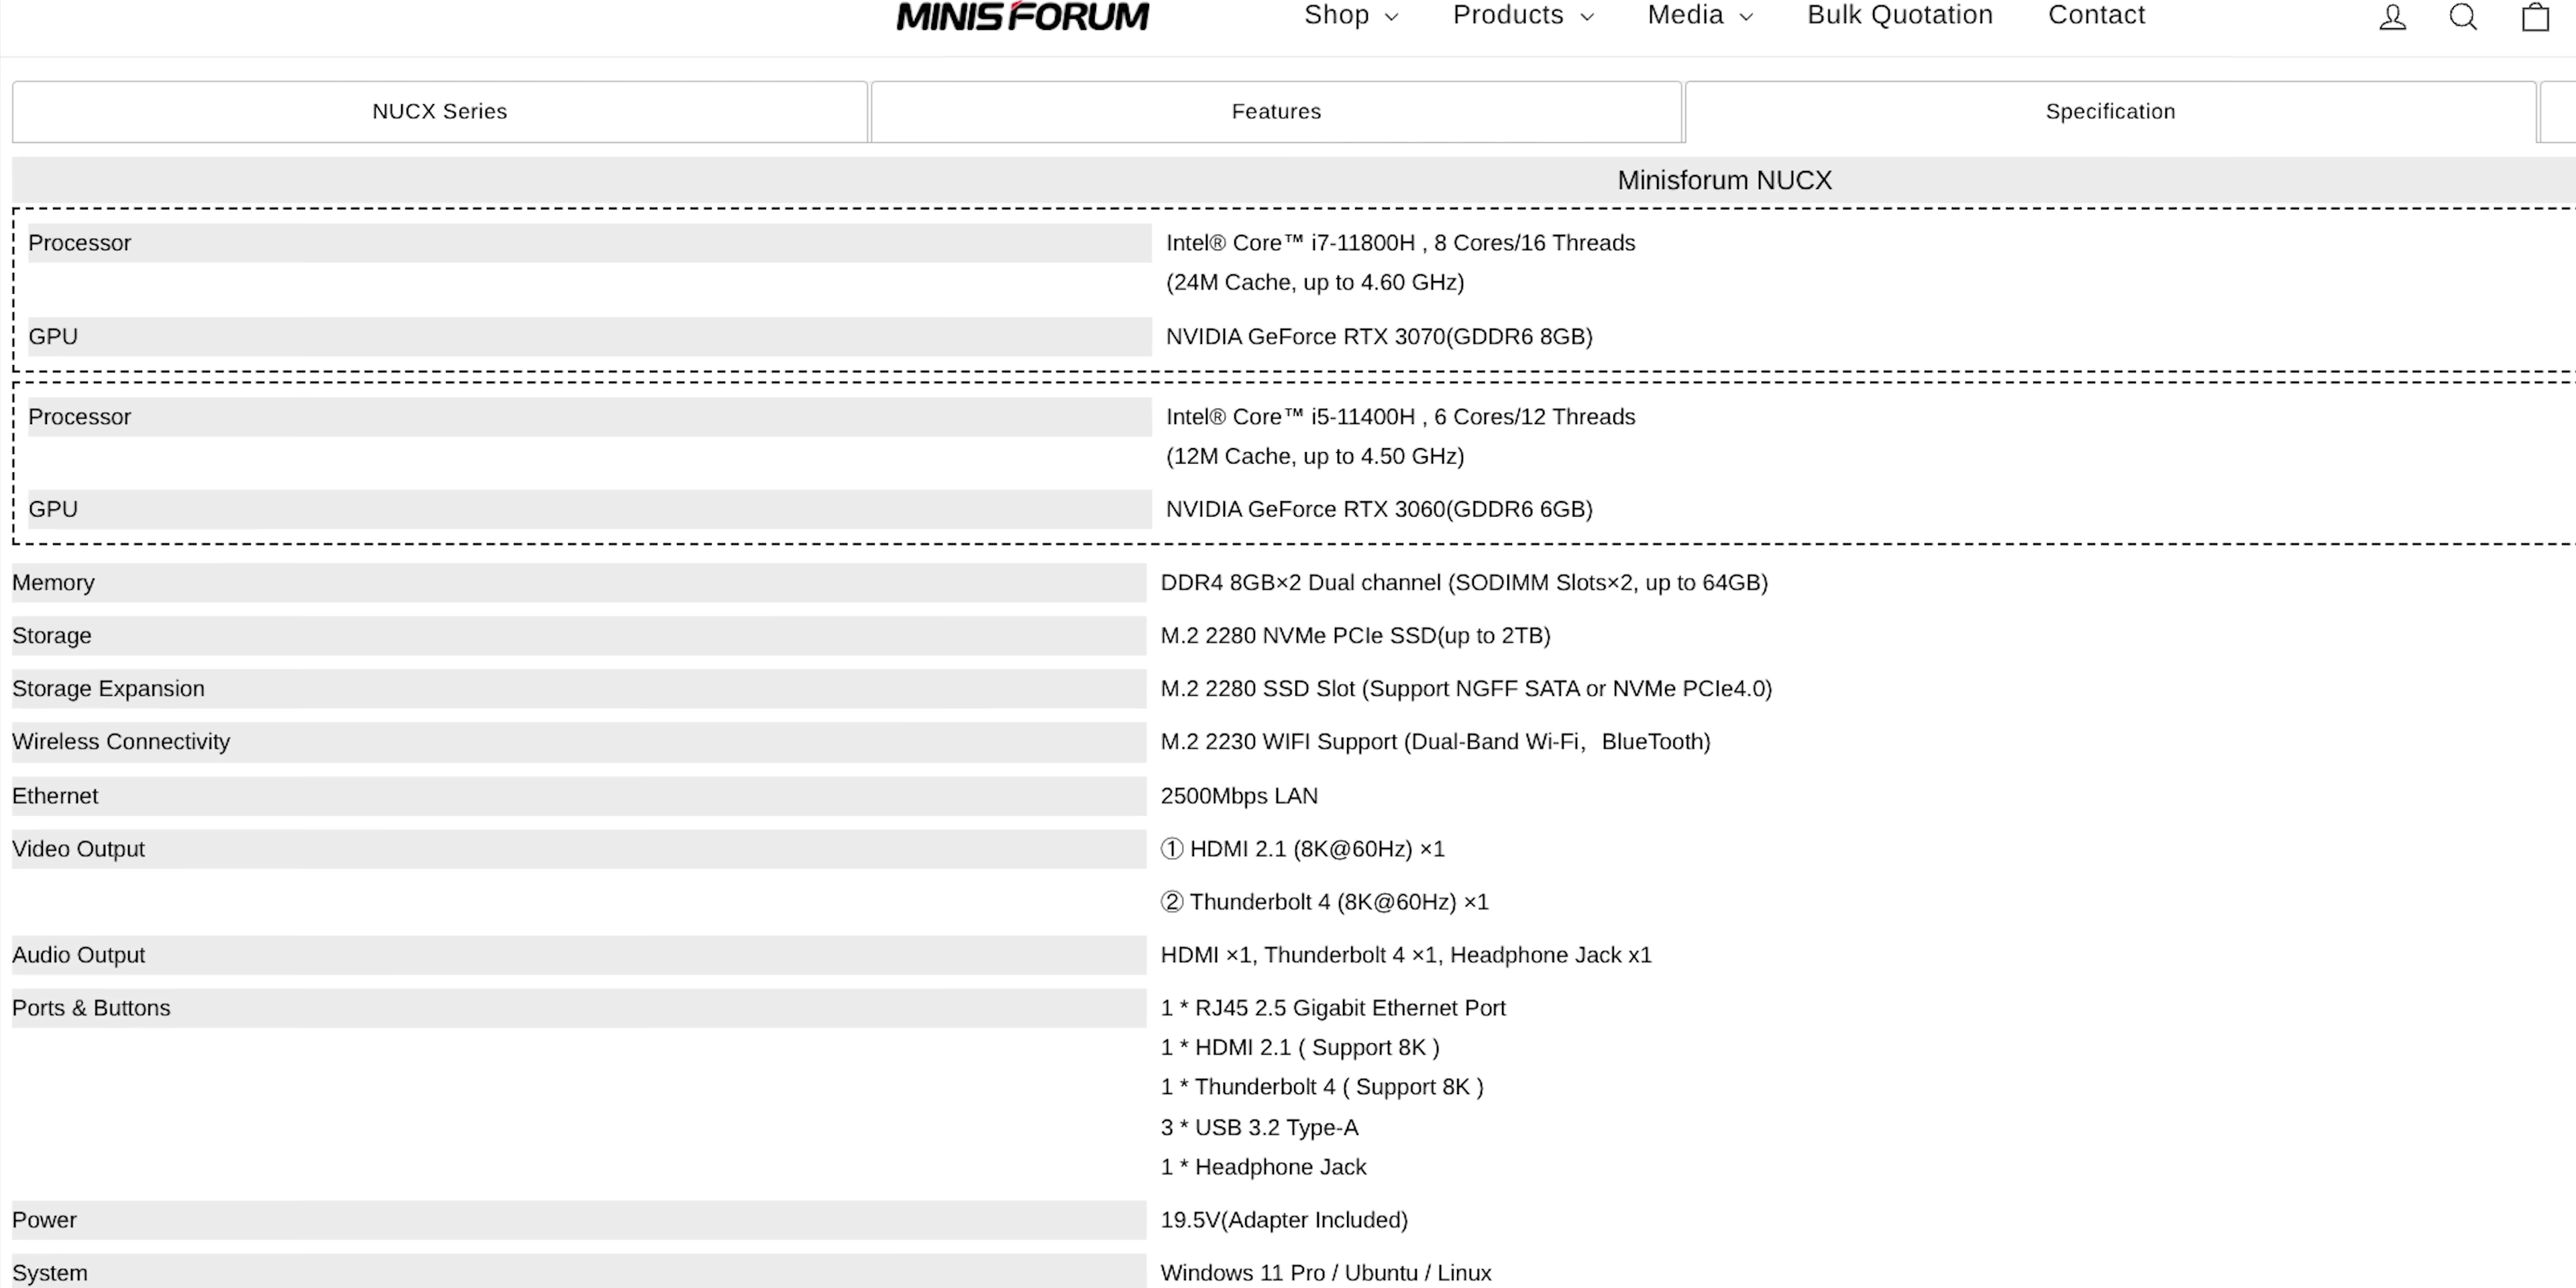 MINISFORUM Shop Products Media Bulk Quotation Contact
NUCX Series Features Specification
Minisforum NUCX
Processor Intel® Core™ i7-11800H , 8 Cores/16 Threads
(24M Cache, up to 4.60 GHz)
GPU NVIDIA GeForce RTX 3070(GDDR6 8GB)
Processor Intel® Core™ i5-11400H , 6 Cores/12 Threads
(12M Cache, up to 4.50 GHz)
GPU NVIDIA GeForce RTX 3060(GDDR6 6GB)
Memory DDR4 8GB×2 Dual channel (SODIMM Slots×2, up to 64GB)
Storage M.2 2280 NVMe PCIe SSD(up to 2TB)
Storage Expansion M.2 2280 SSD Slot (Support NGFF SATA or NVMe PCIe4.0)
Wireless Connectivity M.2 2230 WIFI Support (Dual-Band Wi-Fi，BlueTooth)
Ethernet 2500Mbps LAN
Video Output ① HDMI 2.1 (8K@60Hz) ×1
② Thunderbolt 4 (8K@60Hz) ×1
Audio Output HDMI ×1, Thunderbolt 4 ×1, Headphone Jack x1
Ports & Buttons 1 * RJ45 2.5 Gigabit Ethernet Port
1 * HDMI 2.1 ( Support 8K )
1 * Thunderbolt 4 ( Support 8K )
3 * USB 3.2 Type-A
1 * Headphone Jack
Power 19.5V(Adapter Included)
System Windows 11 Pro / Ubuntu / Linux